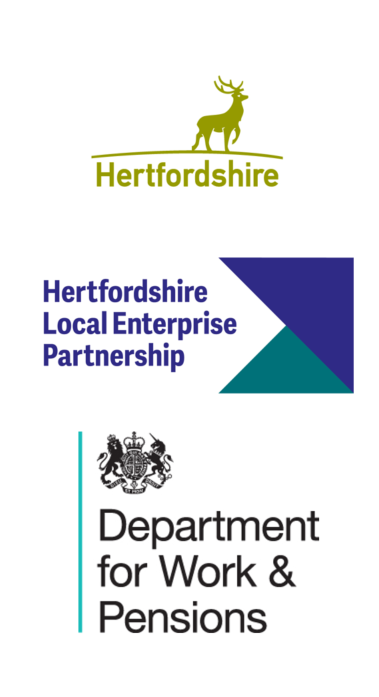 Hertfordshire
Hertfordshire
Local Enterprise
Partnership
Department
for Work &
Pensions